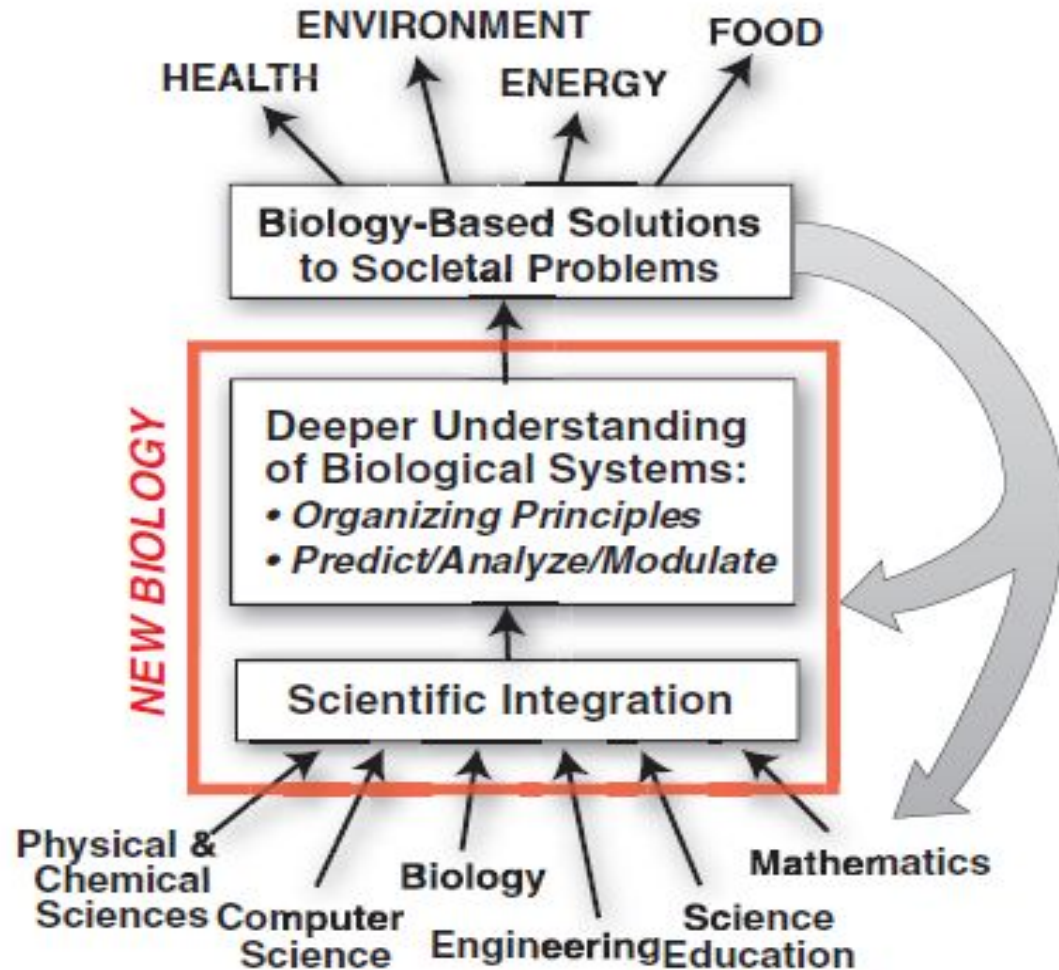 ENVIRONMENT
FOOD
HEALTH
ENERGY
Biology-Based Solutions
to Societal Problems
NEW BIOLOGY
Deeper Understanding
of Biological Systems:
• Organizing Principles
• Predict/Analyze/Modulate
Scientific Integration
Physical &
Chemical
Sciences
Computer
Science
Biology
Engineering
Science
Education
Mathematics